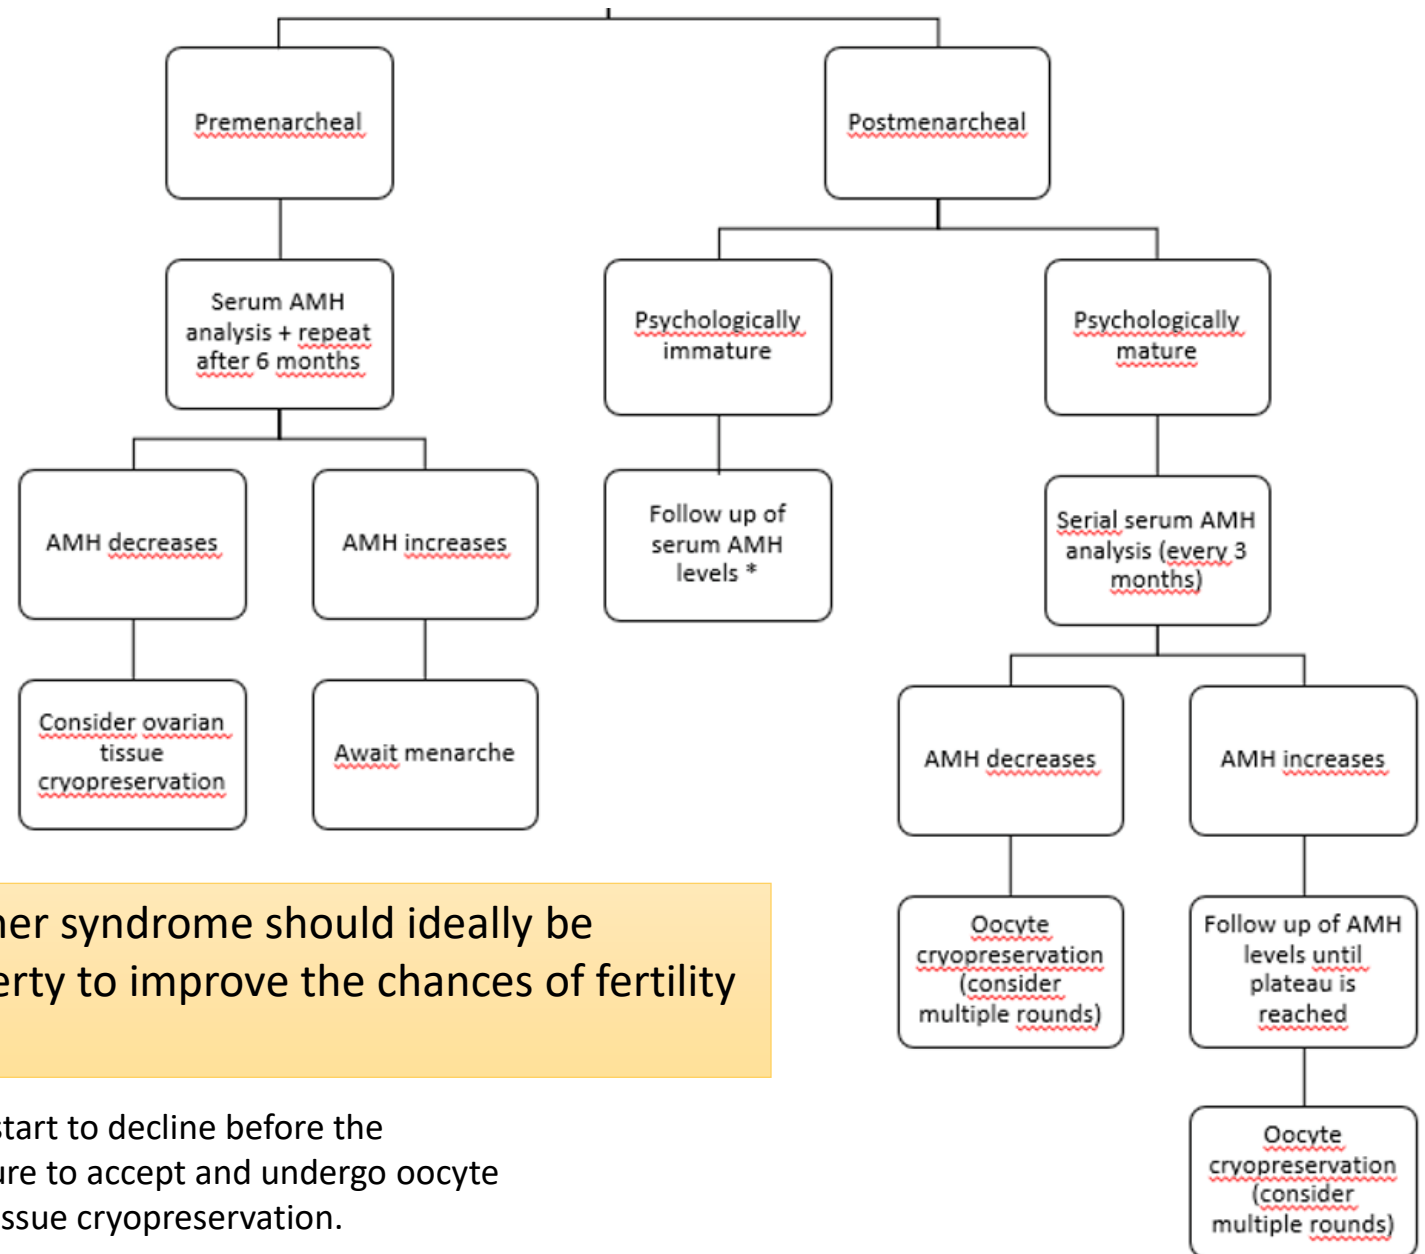 Premenarcheal
Postmenarcheal
Serum AMH
analysis + repeat
after 6 months
Psychologically
immature
Psychologically
mature
AMH decreases
AMH increases
Follow up of
serum AMH
levels *
Serial serum AMH
analysis (every 3
months)
Consider ovarian
tissue
cryopreservation
Await menarche
AMH decreases
AMH increases
Oocyte
cryopreservation
(consider
multiple rounds)
Follow up of AMH
levels until
plateau is
reached
ner syndrome should ideally be
erty to improve the chances of fertility
start to decline before the
ure to accept and undergo oocyte
issue cryopreservation.
Oocyte
cryopreservation
(consider
multiple rounds)